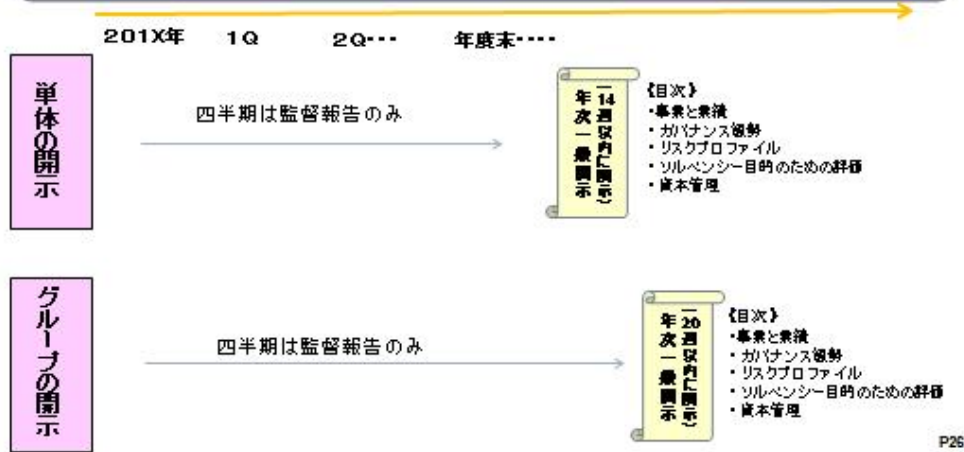 201X年 1Q 2Q・・・ 年度末・・・・
単体の開示
四半期は監督報告のみ
年次一般開示
(14週以内に開示)
【目次】
・事業と業績
・ガバナンス態勢
・リスクプロファイル
・ソルベンシー目的のための評価
・資本管理
グループの開示
四半期は監督報告のみ
年次一般開示
(20週以内に開示)
【目次】
・事業と業績
・ガバナンス態勢
・リスクプロファイル
・ソルベンシー目的のための評価
・資本管理
P26